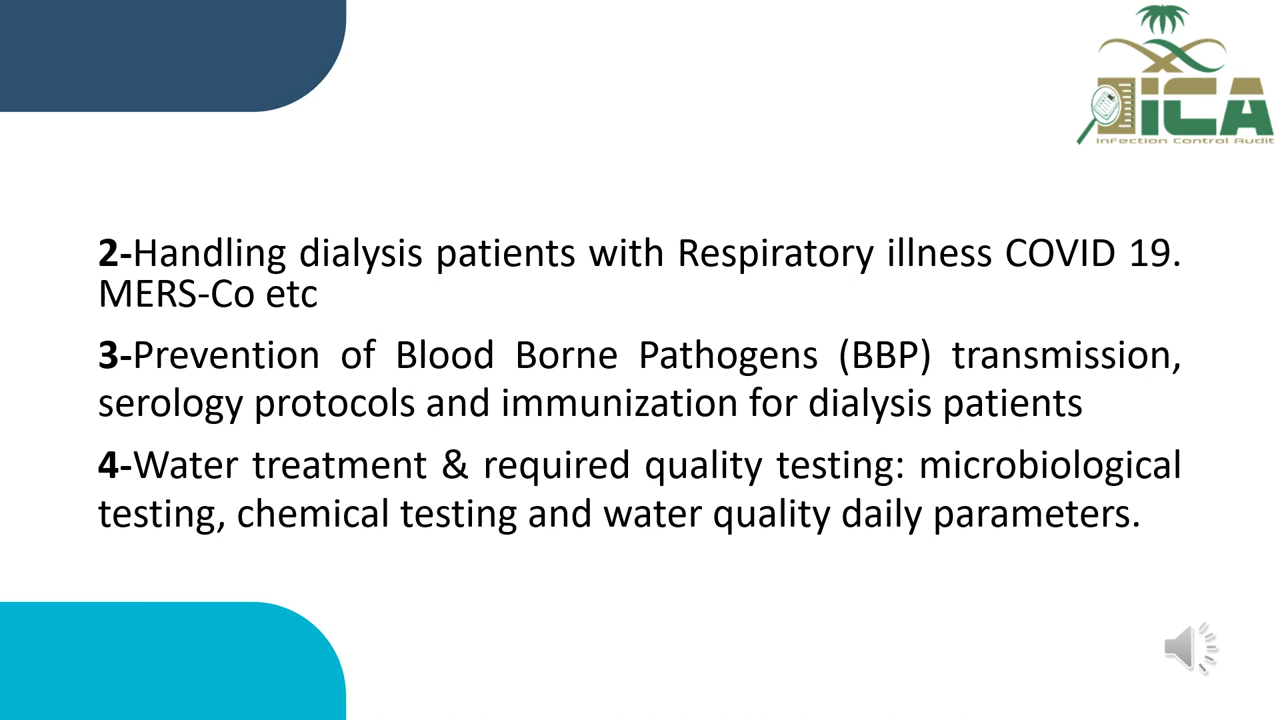 iCA
Infection Control Audit
2-Handling dialysis patients with Respiratory illness COVID 19.
MERS-Co etc
3-Prevention of Blood Borne Pathogens (BBP) transmission,
serology protocols and immunization for dialysis patients
4-Water treatment & required quality testing: microbiological
testing, chemical testing and water quality daily parameters.